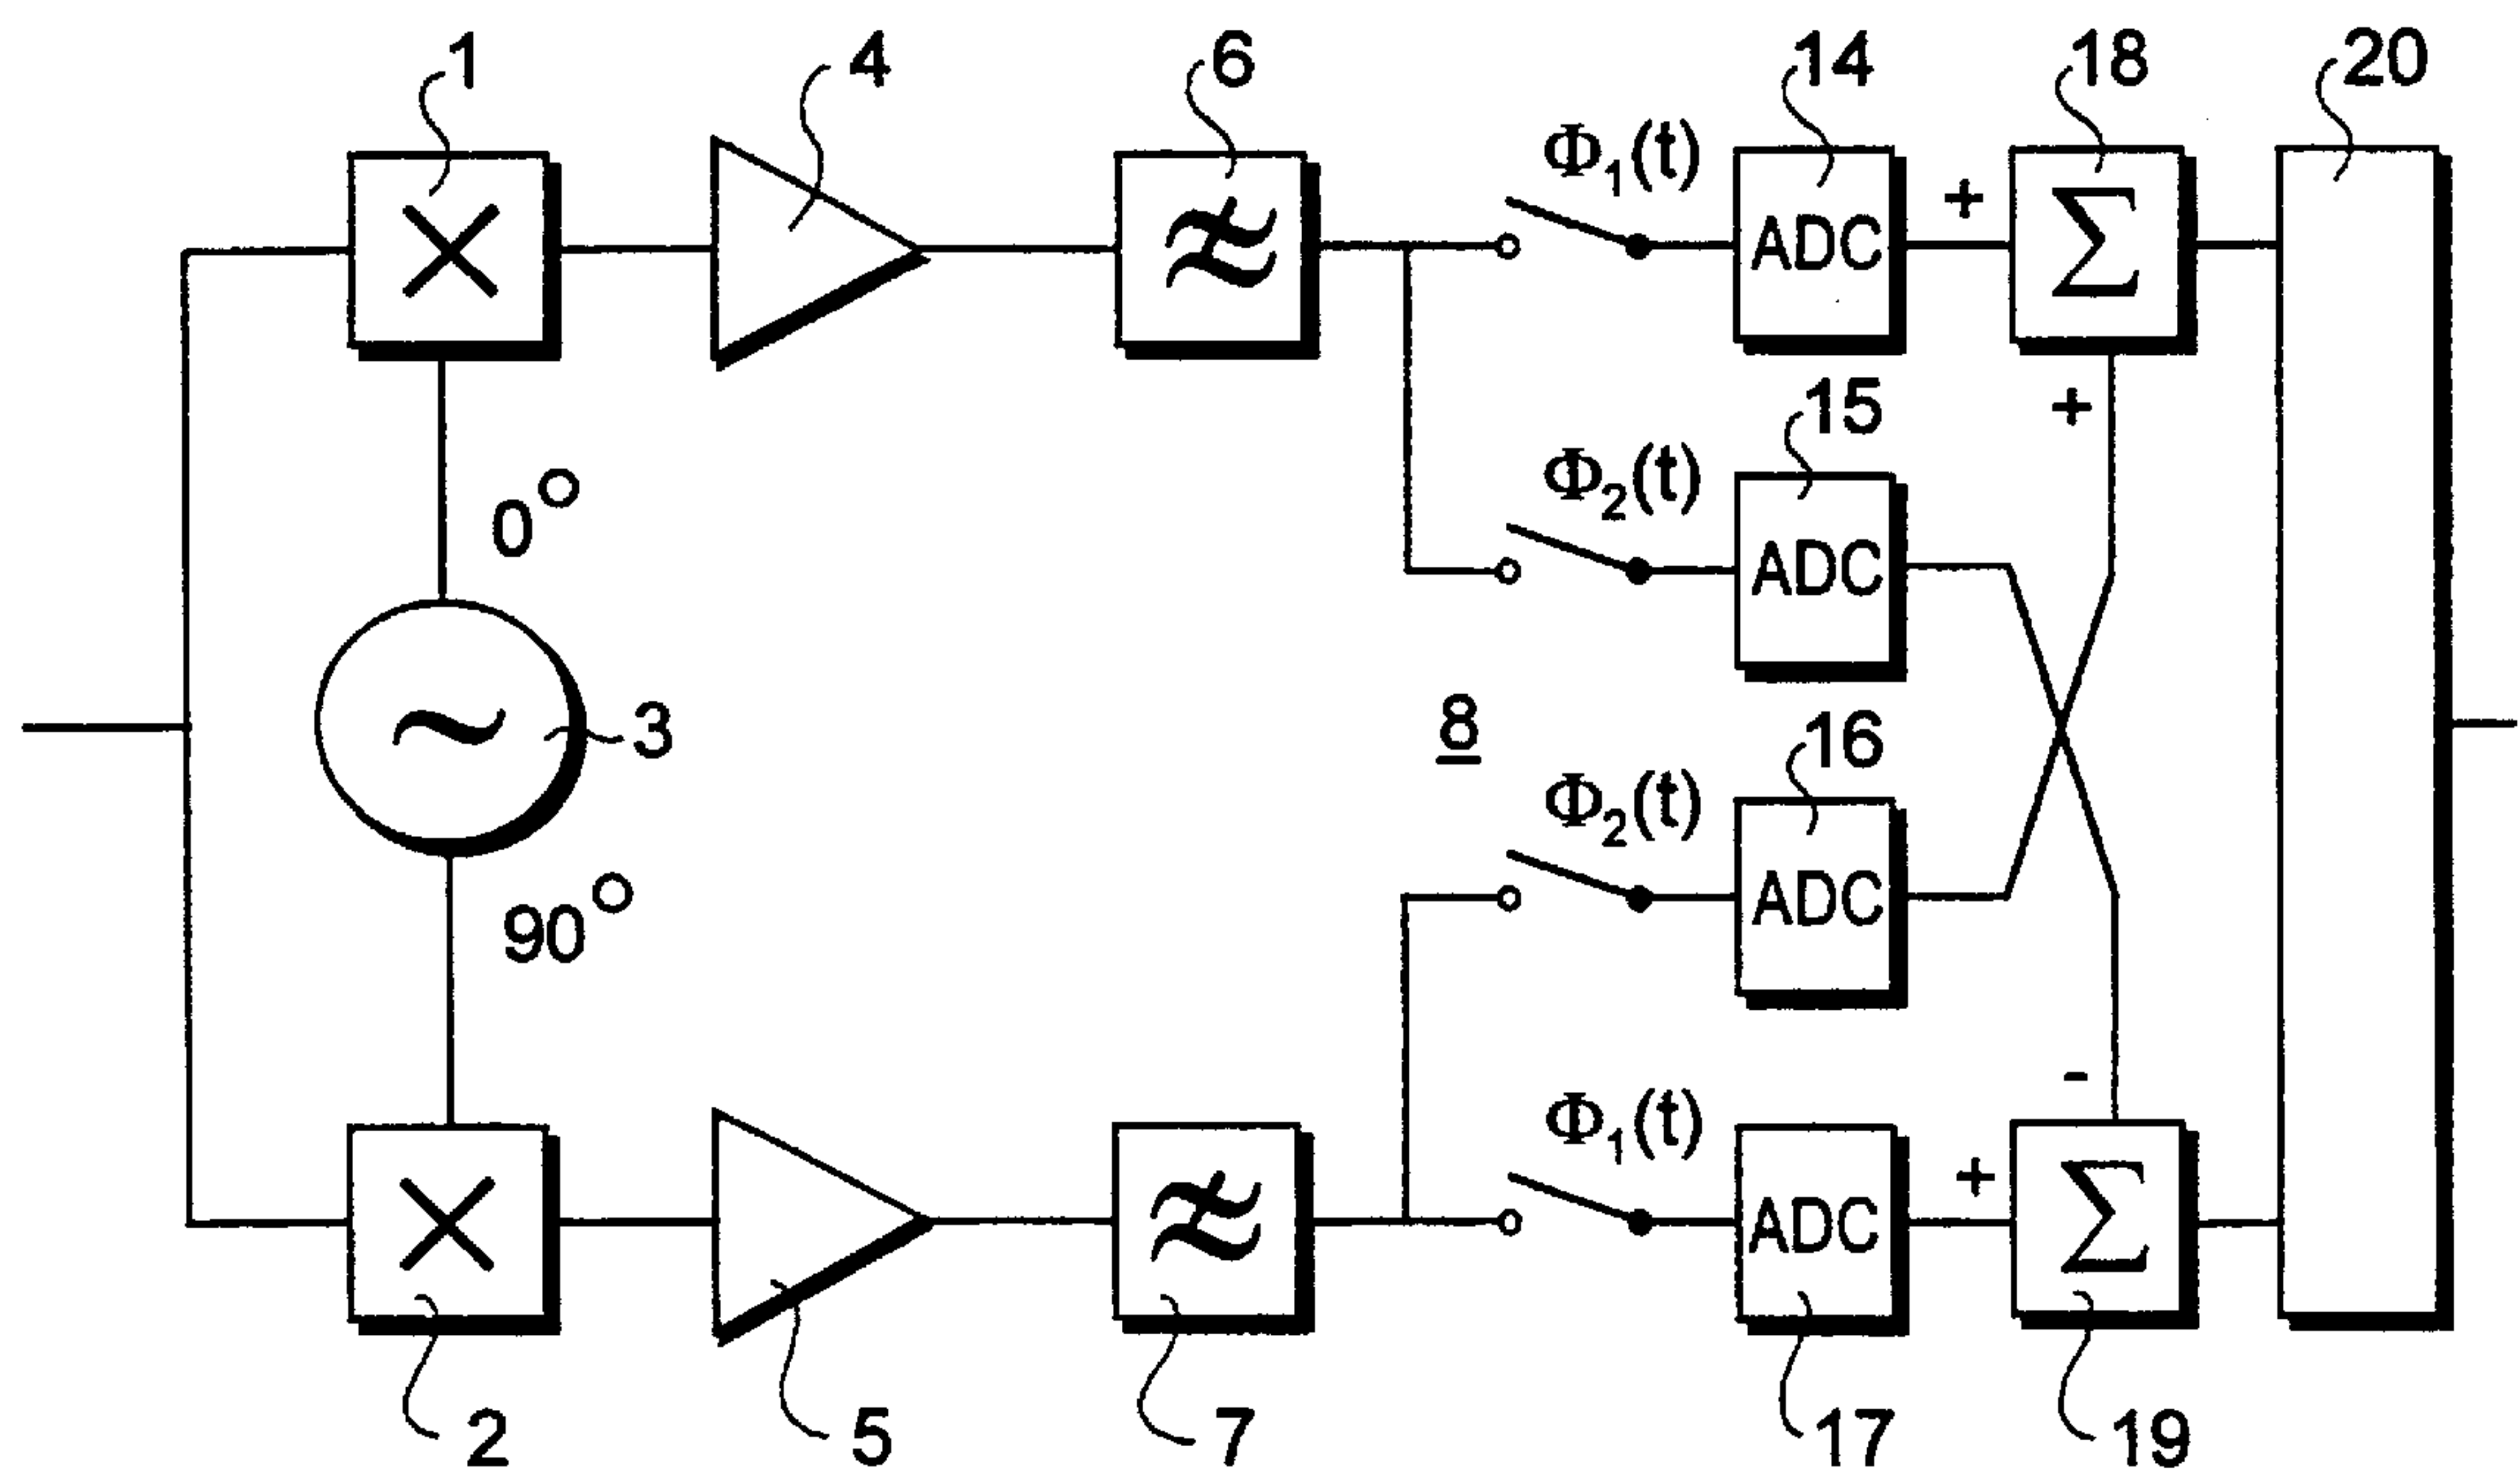 1 4 6 14 18 20
Φ1(t)
+
× ≈ ADC Σ
15 +
0° Φ2(t)
ADC
~ 3 8 16
Φ2(t)
90° ADC
-
Φ1(t)
+
× ≈ ADC Σ
2 5 7 17 19